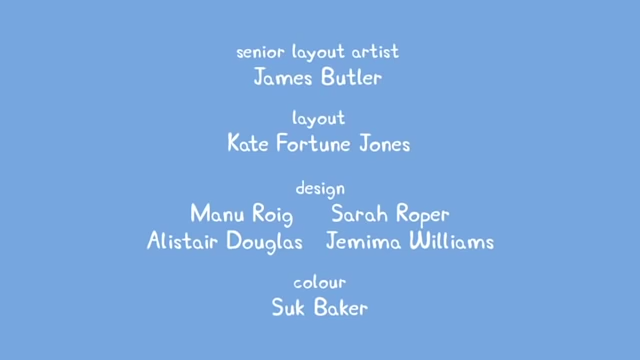 senior layout artist
James Butler
layout
Kate Fortune Jones
design
Manu Roig Sarah Roper
Alistair Douglas Jemima Williams
colour
Suk Baker